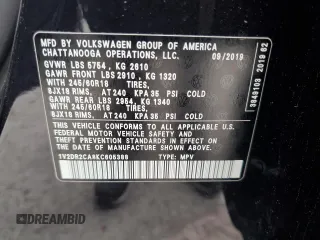 MFD. BY VOLKSWAGEN GROUP OF AMERICA
CHATTANOOGA OPERATIONS, LLC. 09/2019
GVWR LBS 5754, KG 2610
GAWR FRONT LBS 2910, KG 1320
WITH 245/60R18 TIRES,
8JX18 RIMS, AT 240 KPA 35 PSI COLD
GAWR REAR LBS 2954, KG 1340
WITH 245/60R18 TIRES,
8JX18 RIMS, AT 240 KPA 35 PSI COLD
THIS VEHICLE CONFORMS TO ALL APPLICABLE U.S.
FEDERAL MOTOR VEHICLE SAFETY AND THEFT
PREVENTION STANDARDS IN EFFECT ON THE DATE OF
MANUFACTURE SHOWN ABOVE.
TYPE: MPV
2019 02
DREAMBID